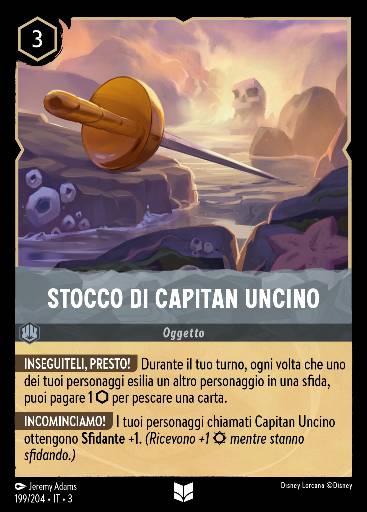 3
STOCCO DI CAPITAN UNCINO
Oggetto
INSEGUITELI, PRESTO! Durante il tuo turno, ogni volta che uno
dei tuoi personaggi esilia un altro personaggio in una sfida,
puoi pagare 1 ⬡ per pescare una carta.
INCOMINCIAMO! I tuoi personaggi chiamati Capitan Uncino
ottengono Sfidante +1. (Ricevono +1 ¤ mentre stanno
sfidando.)
Jeremy Adams
Disney Lorcana ©Disney
199/204 • IT • 3